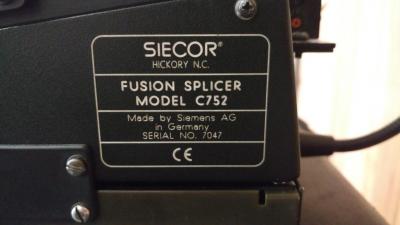 SIECOR®
HICKORY N.C.
FUSION SPLICER
MODEL C752
Made by Siemens AG
in Germany
SERIAL NO. 7047
CE